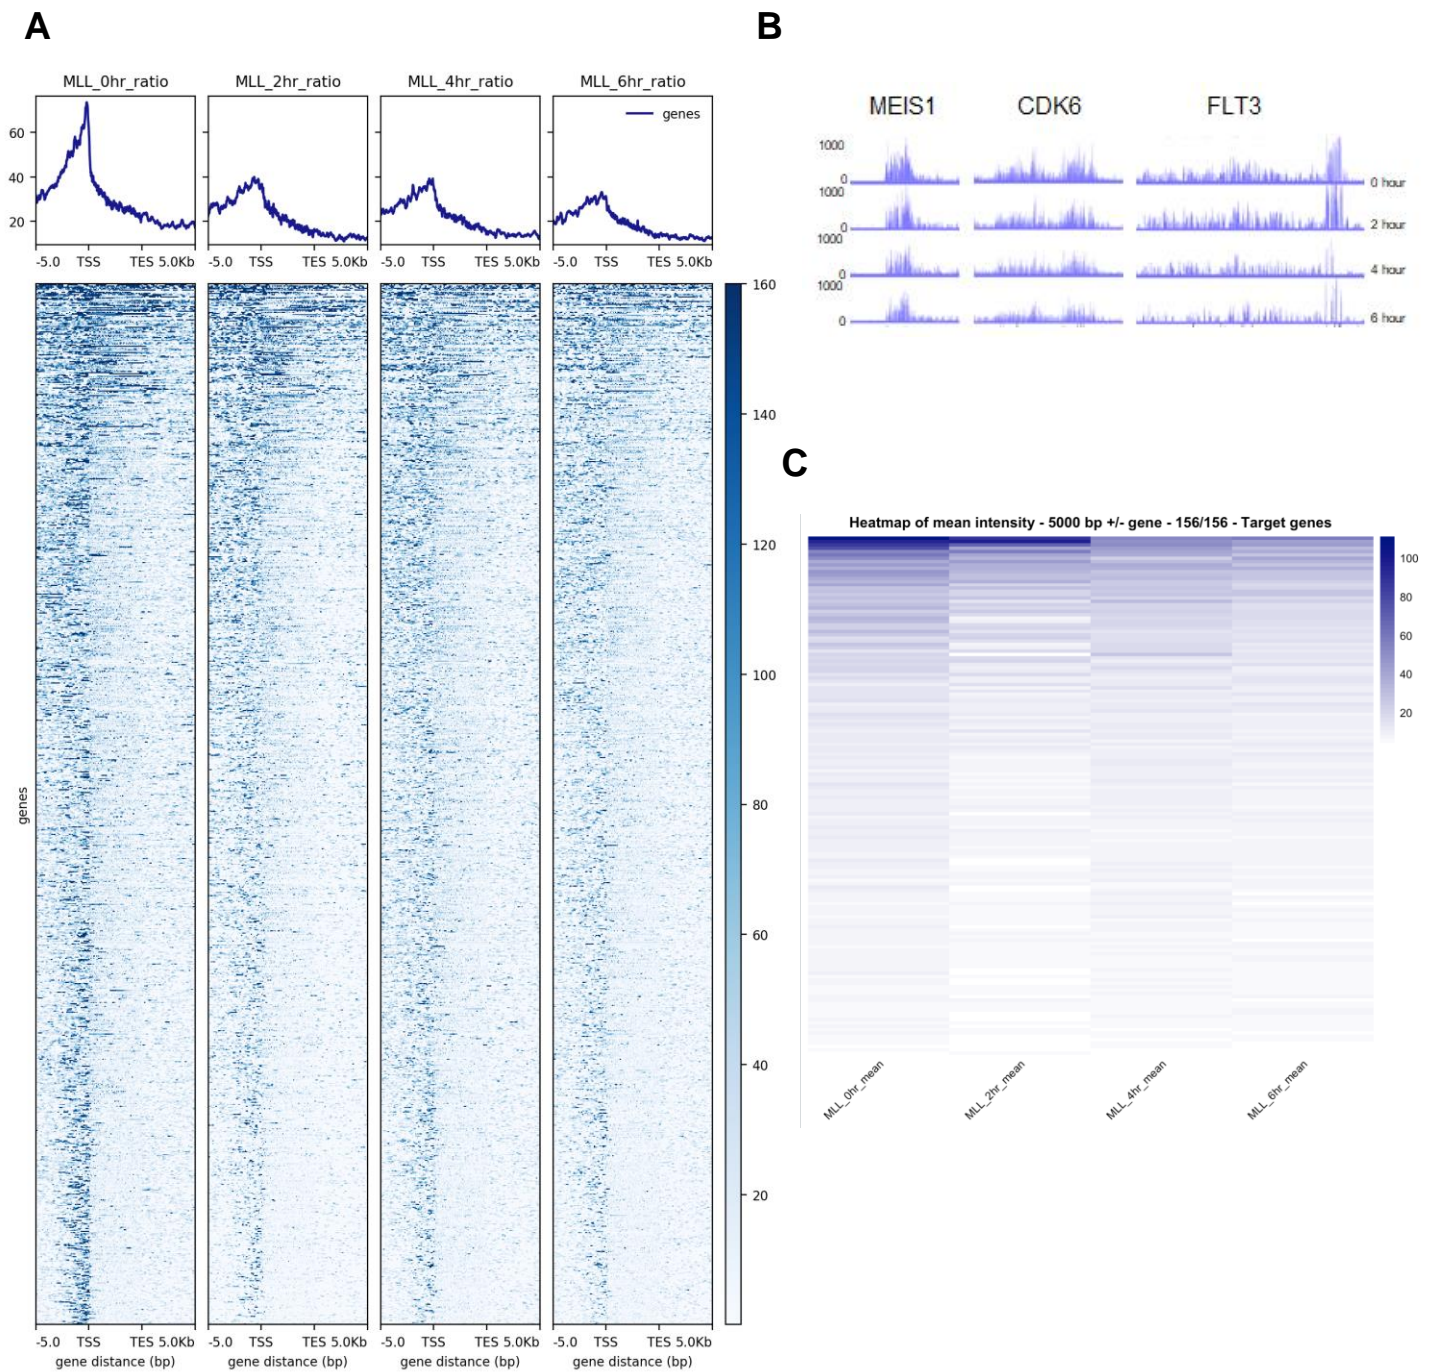 A
B
MLL_0hr_ratio
MLL_2hr_ratio
MLL_4hr_ratio
MLL_6hr_ratio
genes
60
40
20
-5.0 TSS TES 5.0Kb
-5.0 TSS TES 5.0Kb
-5.0 TSS TES 5.0Kb
-5.0 TSS TES 5.0Kb
genes
160
140
120
100
80
60
40
20
-5.0 TSS TES 5.0Kb
-5.0 TSS TES 5.0Kb
-5.0 TSS TES 5.0Kb
-5.0 TSS TES 5.0Kb
gene distance (bp)
gene distance (bp)
gene distance (bp)
gene distance (bp)
MEIS1 CDK6 FLT3
1000
0
0 hour
1000
0
2 hour
1000
0
4 hour
1000
0
6 hour
C
Heatmap of mean intensity - 5000 bp +/- gene - 156/156 - Target genes
100
80
60
40
20
MLL_0hr_mean
MLL_2hr_mean
MLL_4hr_mean
MLL_6hr_mean